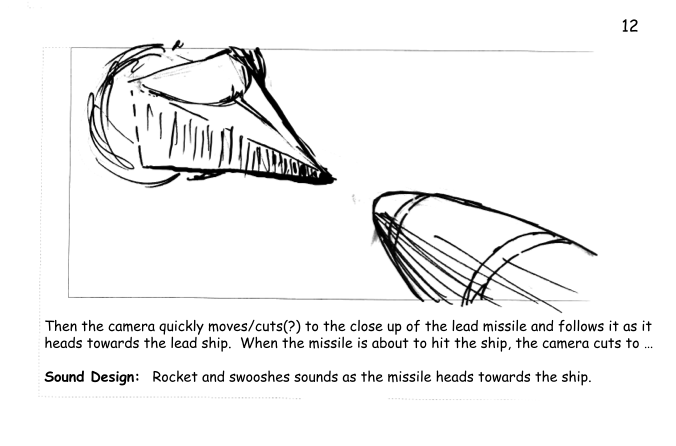 12
Then the camera quickly moves/cuts(?) to the close up of the lead missile and follows it as it
heads towards the lead ship. When the missile is about to hit the ship, the camera cuts to ...
Sound Design: Rocket and swooshes sounds as the missile heads towards the ship.